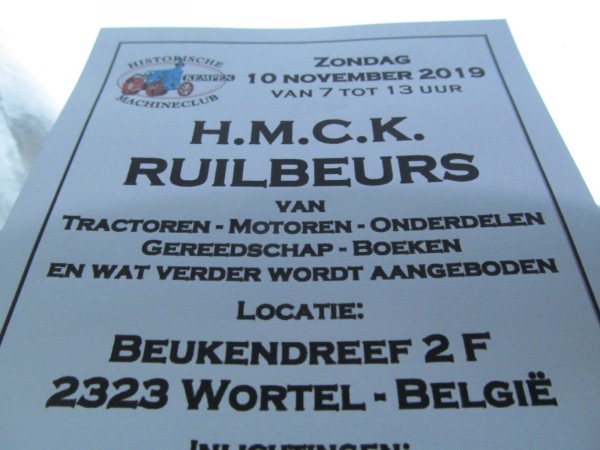 HISTORISCHE
KEMPEN
MACHINECLUB
ZONDAG
10 NOVEMBER 2019
VAN 7 TOT 13 UUR
H.M.C.K.
RUILBEURS
VAN
TRACTOREN - MOTOREN - ONDERDELEN
GEREEDSCHAP - BOEKEN
EN WAT VERDER WORDT AANGEBODEN
LOCATIE:
BEUKENDREEF 2 F
2323 WORTEL - BELGIË
INLICHTINGEN: